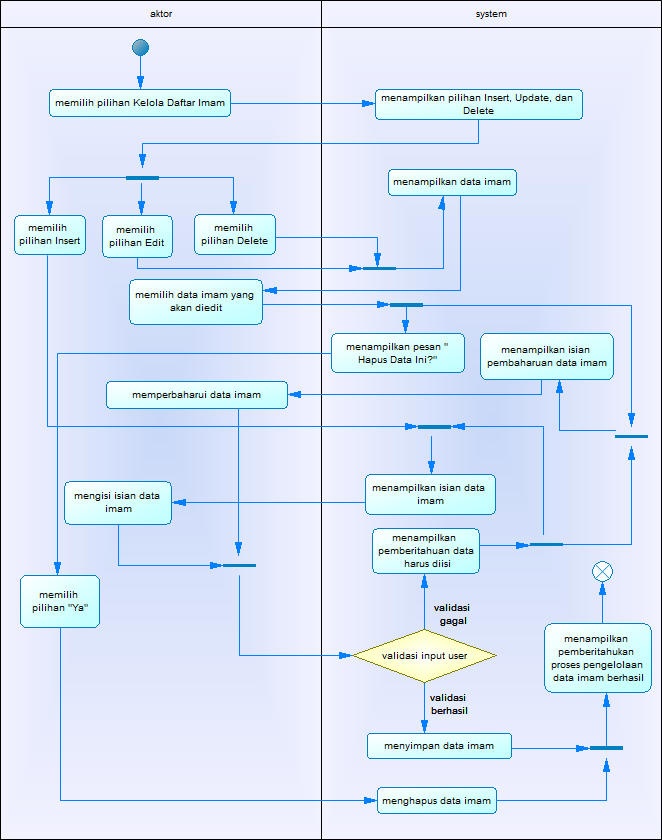 aktor
system
memilih pilihan Kelola Daftar Imam
menampilkan pilihan Insert, Update, dan
Delete
menampilkan data imam
memilih
pilihan Insert
memilih
pilihan Edit
memilih
pilihan Delete
memilih data imam yang
akan diedit
menampilkan pesan "
Hapus Data Ini?"
menampilkan isian
pembaharuan data imam
memperbaharui data imam
menampilkan isian data
imam
mengisi isian data
imam
menampilkan
pemberitahuan data
harus diisi
memilih
pilihan "Ya"
validasi
gagal
validasi input user
menampilkan
pemberitahukan
proses pengelolaan
data imam berhasil
validasi
berhasil
menyimpan data imam
menghapus data imam